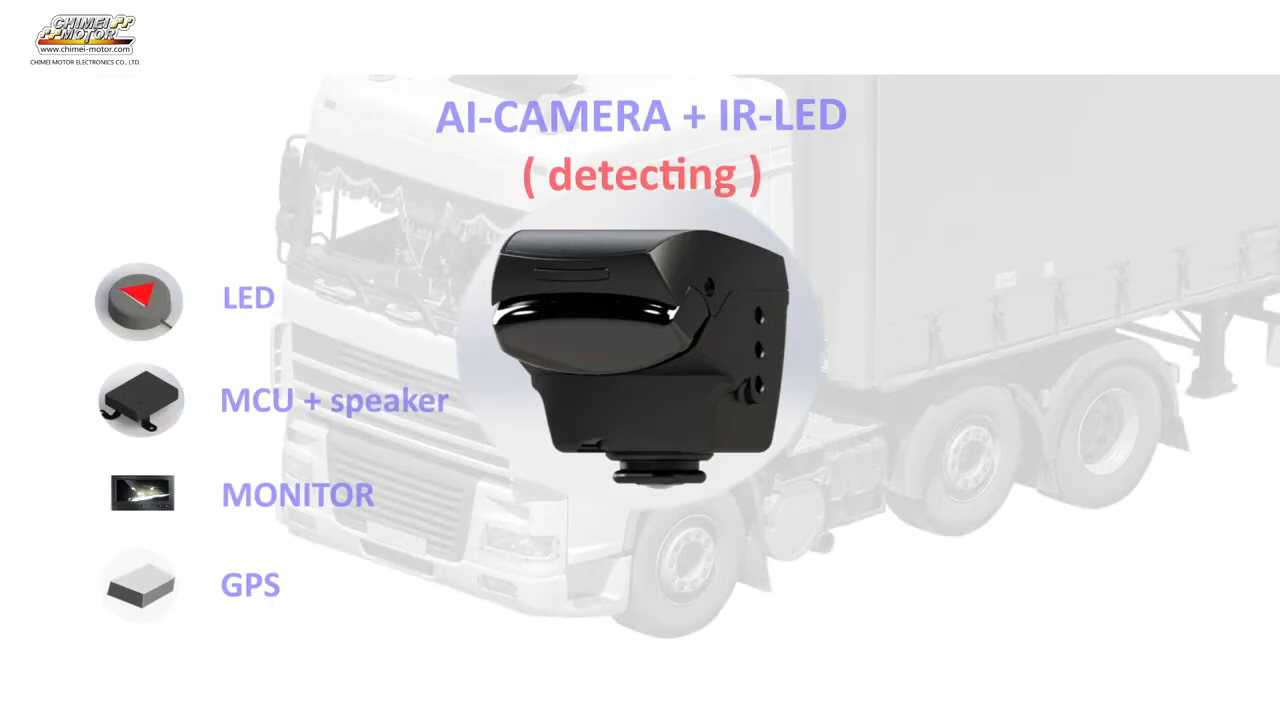 CHIMEI
MOTOR
www.chimei-motor.com
CHIMEI MOTOR ELECTRONICS CO., LTD.
AI-CAMERA + IR-LED
( detecting )
LED
MCU + speaker
MONITOR
GPS